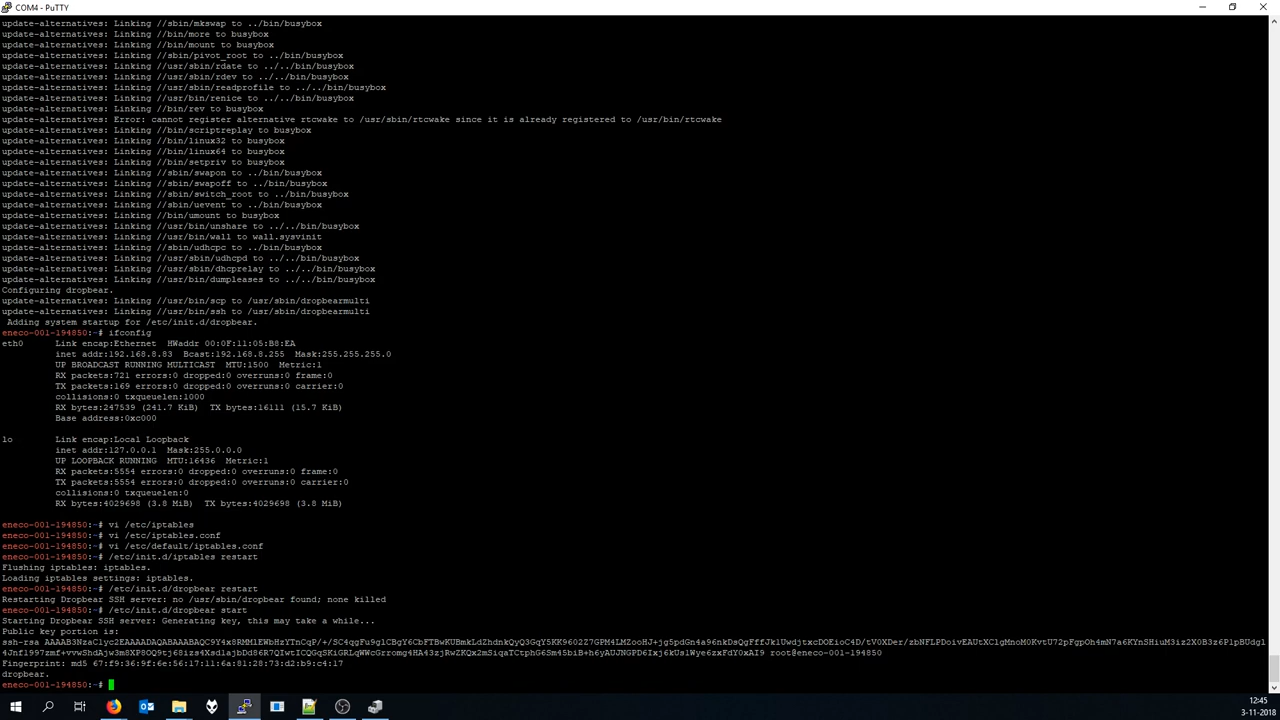 COM4 - PuTTY
update-alternatives: Linking //sbin/mkswap to ../bin/busybox
update-alternatives: Linking //bin/more to busybox
update-alternatives: Linking //bin/mount to busybox
update-alternatives: Linking //sbin/pivot_root to ../bin/busybox
update-alternatives: Linking //usr/sbin/rdate to ../../bin/busybox
update-alternatives: Linking //usr/sbin/rdev to ../../bin/busybox
update-alternatives: Linking //usr/sbin/readprofile to ../../bin/busybox
update-alternatives: Linking //usr/bin/renice to ../../bin/busybox
update-alternatives: Linking //bin/rev to busybox
update-alternatives: Error: cannot register alternative rtcwake to /usr/sbin/rtcwake since it is already registered to /usr/bin/rtcwake
update-alternatives: Linking //bin/scriptreplay to busybox
update-alternatives: Linking //bin/linux32 to busybox
update-alternatives: Linking //bin/linux64 to busybox
update-alternatives: Linking //bin/setpriv to busybox
update-alternatives: Linking //sbin/swapon to ../bin/busybox
update-alternatives: Linking //sbin/swapoff to ../bin/busybox
update-alternatives: Linking //sbin/switch_root to ../bin/busybox
update-alternatives: Linking //sbin/uevent to ../bin/busybox
update-alternatives: Linking //bin/umount to busybox
update-alternatives: Linking //usr/bin/unshare to ../../bin/busybox
update-alternatives: Linking //usr/bin/wall to wall.sysvinit
update-alternatives: Linking //sbin/udhcpc to ../bin/busybox
update-alternatives: Linking //usr/sbin/udhcpd to ../../bin/busybox
update-alternatives: Linking //usr/sbin/dhcprelay to ../../bin/busybox
update-alternatives: Linking //usr/bin/dumpleases to ../../bin/busybox
Configuring dropbear.
update-alternatives: Linking //usr/bin/scp to /usr/sbin/dropbearmulti
update-alternatives: Linking //usr/bin/ssh to /usr/sbin/dropbearmulti
Adding system startup for /etc/init.d/dropbear.
eneco-001-194850:~# ifconfig
eth0 Link encap:Ethernet HWaddr 00:0F:11:05:B8:EA
inet addr:192.168.8.83 Bcast:192.168.8.255 Mask:255.255.255.0
UP BROADCAST RUNNING MULTICAST MTU:1500 Metric:1
RX packets:721 errors:0 dropped:0 overruns:0 frame:0
TX packets:169 errors:0 dropped:0 overruns:0 carrier:0
collisions:0 txqueuelen:1000
RX bytes:247539 (241.7 KiB) TX bytes:16111 (15.7 KiB)
Base address:0xc000
lo Link encap:Local Loopback
inet addr:127.0.0.1 Mask:255.0.0.0
UP LOOPBACK RUNNING MTU:16436 Metric:1
RX packets:5554 errors:0 dropped:0 overruns:0 frame:0
TX packets:5554 errors:0 dropped:0 overruns:0 carrier:0
collisions:0 txqueuelen:0
RX bytes:4029698 (3.8 MiB) TX bytes:4029698 (3.8 MiB)
eneco-001-194850:~# vi /etc/iptables
eneco-001-194850:~# vi /etc/iptables.conf
eneco-001-194850:~# vi /etc/default/iptables.conf
eneco-001-194850:~# /etc/init.d/iptables restart
Flushing iptables: iptables.
Loading iptables settings: iptables.
eneco-001-194850:~# /etc/init.d/dropbear restart
Restarting Dropbear SSH server: no /usr/sbin/dropbear found; none killed
eneco-001-194850:~# /etc/init.d/dropbear start
Starting Dropbear SSH server: Generating key, this may take a while...
Public key portion is:
ssh-rsa
root@eneco-001-194850
Fingerprint: md5 67:f9:36:9f:6e:56:17:11:6a:81:28:73:d2:b9:c4:17
dropbear.
eneco-001-194850:~#
12:45
3-11-2018